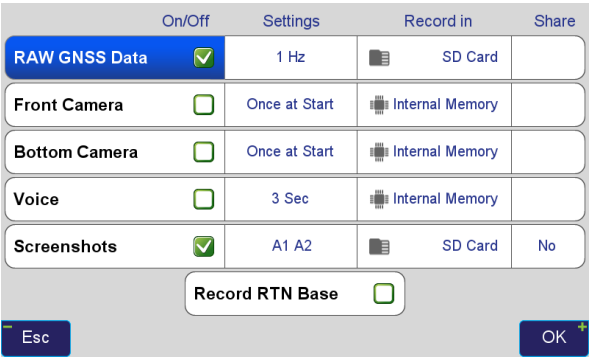 On/Off Settings Record in Share
RAW GNSS Data 1 Hz SD Card
Front Camera Once at Start Internal Memory
Bottom Camera Once at Start Internal Memory
Voice 3 Sec Internal Memory
Screenshots A1 A2 SD Card No
Record RTN Base
- Esc OK +